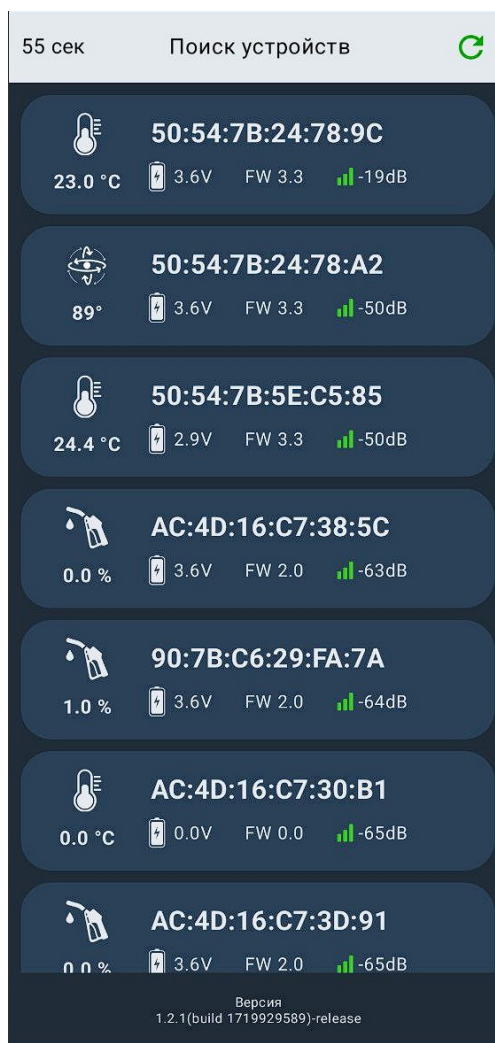 55 сек Поиск устройств
50:54:7B:24:78:9C
23.0 °C 3.6V FW 3.3 -19dB
50:54:7B:24:78:A2
89° 3.6V FW 3.3 -50dB
50:54:7B:5E:C5:85
24.4 °C 2.9V FW 3.3 -50dB
AC:4D:16:C7:38:5C
0.0 % 3.6V FW 2.0 -63dB
90:7B:C6:29:FA:7A
1.0 % 3.6V FW 2.0 -64dB
AC:4D:16:C7:30:B1
0.0 °C 0.0V FW 0.0 -65dB
AC:4D:16:C7:3D:91
0.0 % 3.6V FW 2.0 -65dB
Версия
1.2.1(build 1719929589)-release